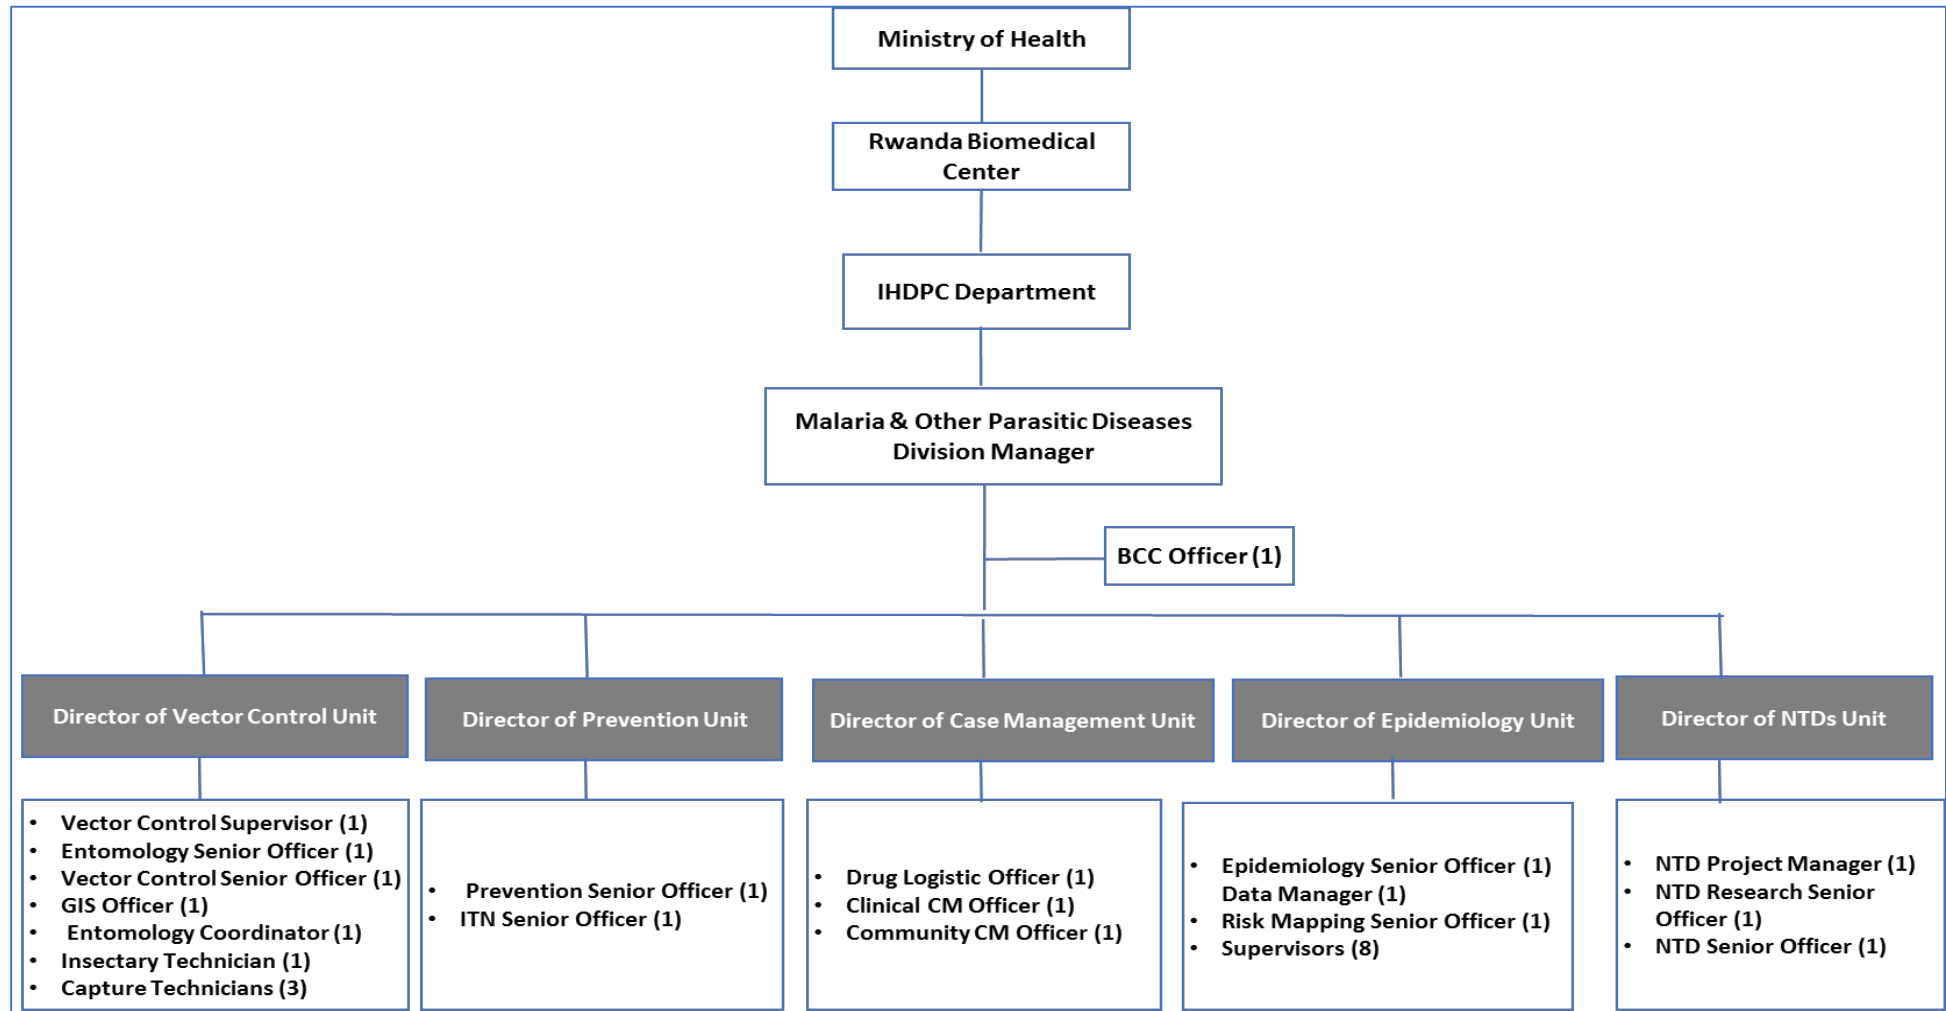 Ministry of Health
Rwanda Biomedical
Center
IHDPC Department
Malaria & Other Parasitic Diseases
Division Manager
BCC Officer (1)
Director of Vector Control Unit
Director of Prevention Unit
Director of Case Management Unit
Director of Epidemiology Unit
Director of NTDs Unit
• Vector Control Supervisor (1)
• Entomology Senior Officer (1)
• Vector Control Senior Officer (1)
• GIS Officer (1)
• Entomology Coordinator (1)
• Insectary Technician (1)
• Capture Technicians (3)
• Prevention Senior Officer (1)
• ITN Senior Officer (1)
• Drug Logistic Officer (1)
• Clinical CM Officer (1)
• Community CM Officer (1)
• Epidemiology Senior Officer (1)
Data Manager (1)
• Risk Mapping Senior Officer (1)
• Supervisors (8)
• NTD Project Manager (1)
• NTD Research Senior
Officer (1)
• NTD Senior Officer (1)